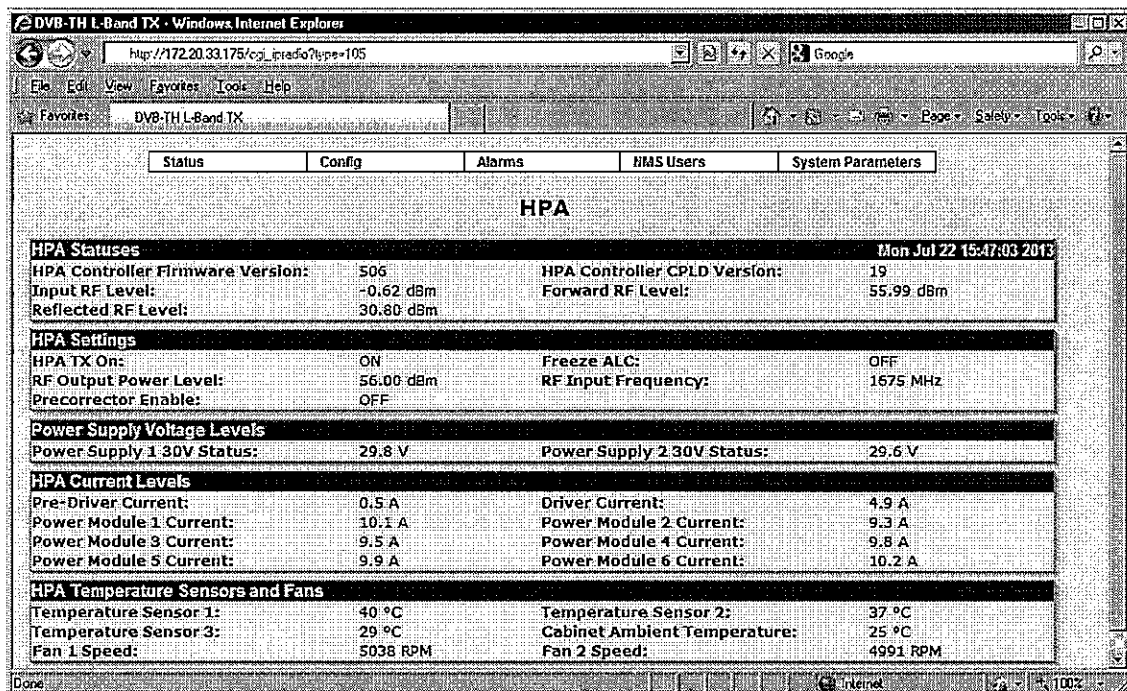 DVB-TH L-Band TX - Windows Internet Explorer
http://172.20.33.175/cgi_ipradio?type=105
Google
File Edit View Favorites Tools Help
Favorites DVB-TH L-Band TX Page Safety Tools
Status Config Alarms NMS Users System Parameters
HPA
HPA Statuses Mon Jul 22 15:47:03 2013
HPA Controller Firmware Version: 506 HPA Controller CPLD Version: 19
Input RF Level: -0.62 dBm Forward RF Level: 55.99 dBm
Reflected RF Level: 30.80 dBm
HPA Settings
HPA TX On: ON Freeze ALC: OFF
RF Output Power Level: 56.00 dBm RF Input Frequency: 1675 MHz
Precorrector Enable: OFF
Power Supply Voltage Levels
Power Supply 1 30V Status: 29.8 V Power Supply 2 30V Status: 29.6 V
HPA Current Levels
Pre-Driver Current: 0.5 A Driver Current: 4.9 A
Power Module 1 Current: 10.1 A Power Module 2 Current: 9.3 A
Power Module 3 Current: 9.5 A Power Module 4 Current: 9.8 A
Power Module 5 Current: 9.9 A Power Module 6 Current: 10.2 A
HPA Temperature Sensors and Fans
Temperature Sensor 1: 40 °C Temperature Sensor 2: 37 °C
Temperature Sensor 3: 29 °C Cabinet Ambient Temperature: 25 °C
Fan 1 Speed: 5038 RPM Fan 2 Speed: 4991 RPM
Done Internet 100%